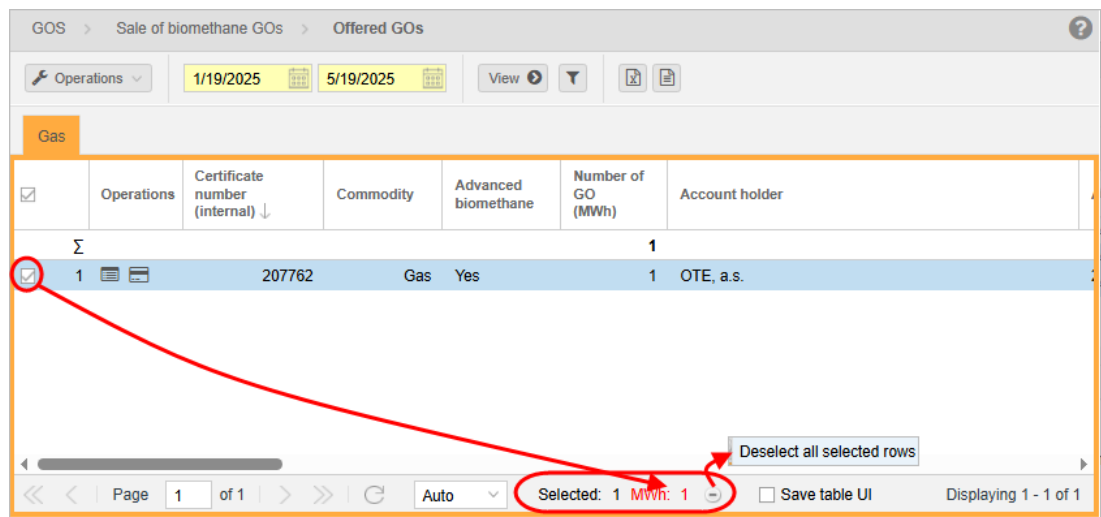 GOS > Sale of biomethane GOs > Offered GOs
?
Operations 1/19/2025 5/19/2025 View
Gas
Operations
Certificate
number
(internal) ↓
Commodity
Advanced
biomethane
Number of
GO
(MWh)
Account holder
Σ 1
1 207762 Gas Yes 1 OTE, a.s.
Deselect all selected rows
Page 1 of 1 Auto Selected: 1 MWh: 1 Save table UI Displaying 1 - 1 of 1